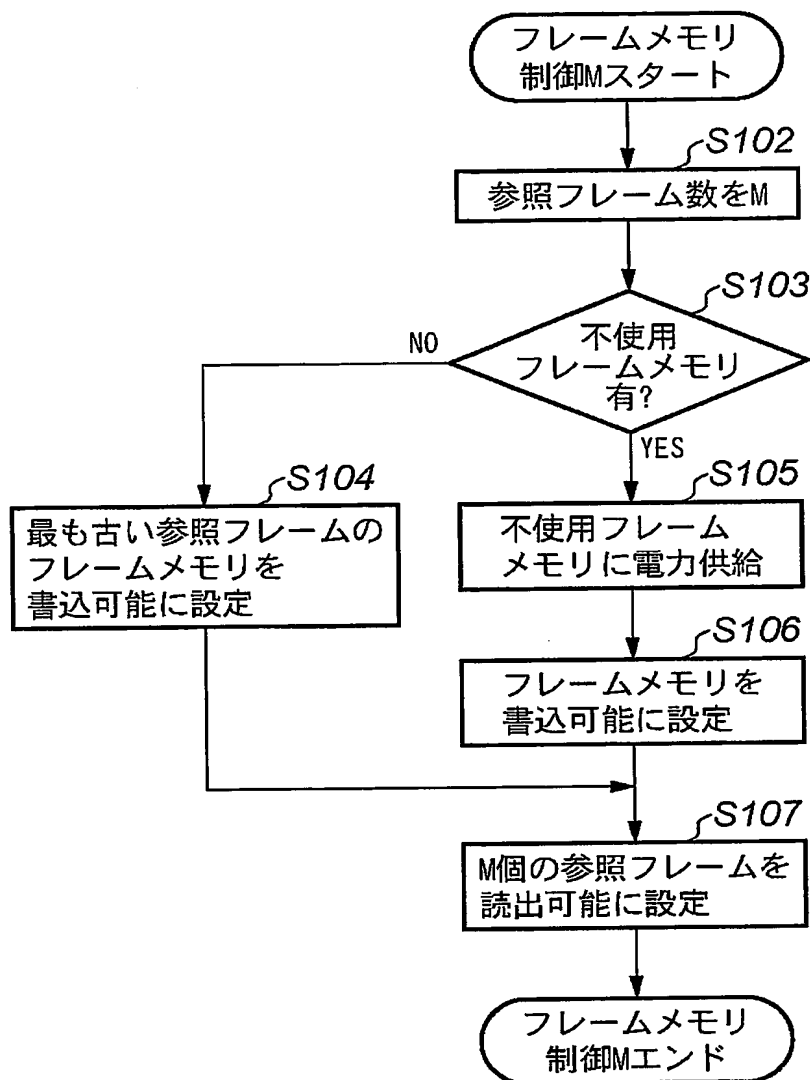 フレームメモリ
制御Mスタート
S102
参照フレーム数をM
S103
不使用
フレームメモリ
有?
NO
YES
S104
最も古い参照フレームの
フレームメモリを
書込可能に設定
S105
不使用フレーム
メモリに電力供給
S106
フレームメモリを
書込可能に設定
S107
M個の参照フレームを
読出可能に設定
フレームメモリ
制御Mエンド